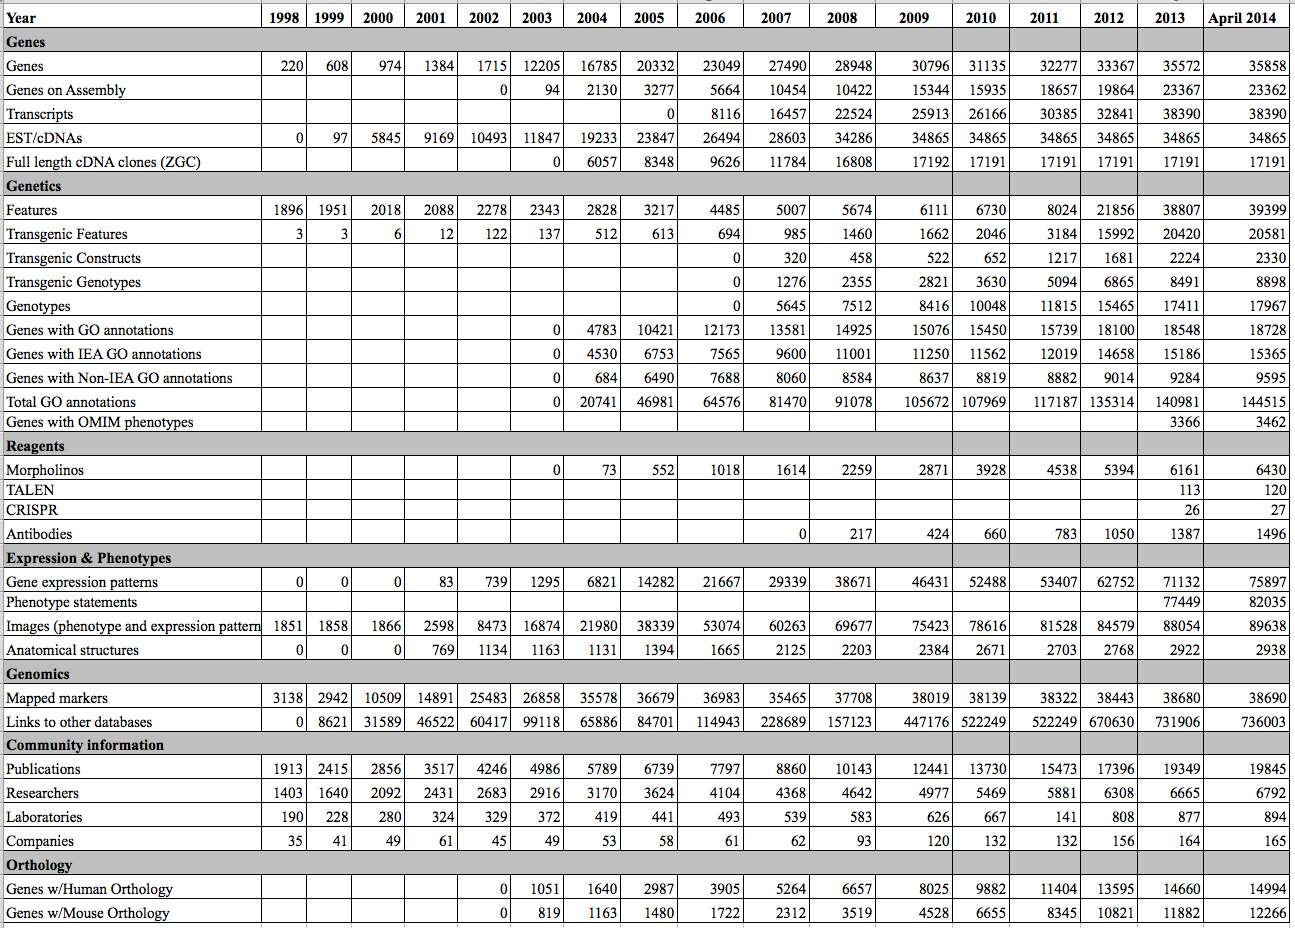 Year 1998 1999 2000 2001 2002 2003 2004 2005 2006 2007 2008 2009 2010 2011 2012 2013 April 2014
Genes
Genes 220 608 974 1384 1715 12205 16785 20332 23049 27490 28948 30796 31135 32277 33367 35572 35858
Genes on Assembly 0 94 2130 3277 5664 10454 10422 15344 15935 18657 19864 23367 23362
Transcripts 0 8116 16457 22524 25913 26166 30385 32841 38390 38390
EST/cDNAs 0 97 5845 9169 10493 11847 19233 23847 26494 28603 34286 34865 34865 34865 34865 34865 34865
Full length cDNA clones (ZGC) 0 6057 8348 9626 11784 16808 17192 17191 17191 17191 17191 17191
Genetics
Features 1896 1951 2018 2088 2278 2343 2828 3217 4485 5007 5674 6111 6730 8024 21856 38807 39399
Transgenic Features 3 3 6 12 122 137 512 613 694 985 1460 1662 2046 3184 15992 20420 20581
Transgenic Constructs 0 320 458 522 652 1217 1681 2224 2330
Transgenic Genotypes 0 1276 2355 2821 3630 5094 6865 8491 8898
Genotypes 0 5645 7512 8416 10048 11815 15465 17411 17967
Genes with GO annotations 0 4783 10421 12173 13581 14925 15076 15450 15739 18100 18548 18728
Genes with IEA GO annotations 0 4530 6753 7565 9600 11001 11250 11562 12019 14658 15186 15365
Genes with Non-IEA GO annotations 0 684 6490 7688 8060 8584 8637 8819 8882 9014 9284 9595
Total GO annotations 0 20741 46981 64576 81470 91078 105672 107969 117187 135314 140981 144515
Genes with OMIM phenotypes 3366 3462
Reagents
Morpholinos 0 73 552 1018 1614 2259 2871 3928 4538 5394 6161 6430
TALEN 113 120
CRISPR 26 27
Antibodies 0 217 424 660 783 1050 1387 1496
Expression & Phenotypes
Gene expression patterns 0 0 0 83 739 1295 6821 14282 21667 29339 38671 46431 52488 53407 62752 71132 75897
Phenotype statements 77449 82035
Images (phenotype and expression pattern 1851 1858 1866 2598 8473 16874 21980 38339 53074 60263 69677 75423 78616 81528 84579 88054 89638
Anatomical structures 0 0 0 769 1134 1163 1131 1394 1665 2125 2203 2384 2671 2703 2768 2922 2938
Genomics
Mapped markers 3138 2942 10509 14891 25483 26858 35578 36679 36983 35465 37708 38019 38139 38322 38443 38680 38690
Links to other databases 0 8621 31589 46522 60417 99118 65886 84701 114943 228689 157123 447176 522249 522249 670630 731906 736003
Community information
Publications 1913 2415 2856 3517 4246 4986 5789 6739 7797 8860 10143 12441 13730 15473 17396 19349 19845
Researchers 1403 1640 2092 2431 2683 2916 3170 3624 4104 4368 4642 4977 5469 5881 6308 6665 6792
Laboratories 190 228 280 324 329 372 419 441 493 539 583 626 667 141 808 877 894
Companies 35 41 49 61 45 49 53 58 61 62 93 120 132 132 156 164 165
Orthology
Genes w/Human Orthology 0 1051 1640 2987 3905 5264 6657 8025 9882 11404 13595 14660 14994
Genes w/Mouse Orthology 0 819 1163 1480 1722 2312 3519 4528 6655 8345 10821 11882 12266